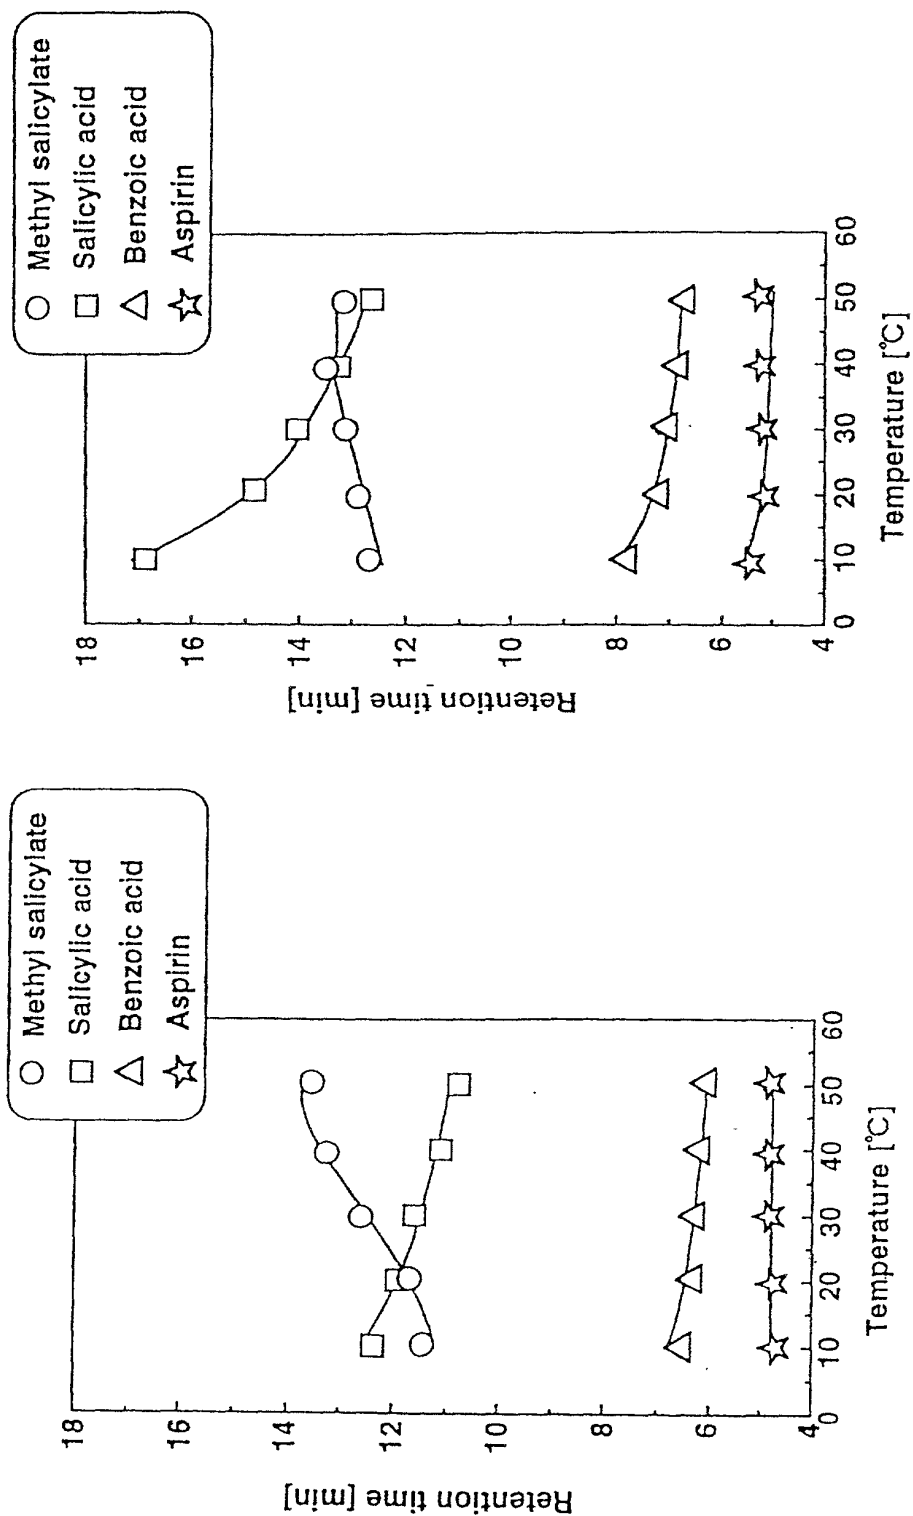 Methyl salicylate
Salicylic acid
Benzoic acid
Aspirin
Retention time [min]
18
16
14
12
10
8
6
4
0 10 20 30 40 50 60
Temperature [°C]
Methyl salicylate
Salicylic acid
Benzoic acid
Aspirin
Retention time [min]
18
16
14
12
10
8
6
4
0 10 20 30 40 50 60
Temperature [°C]